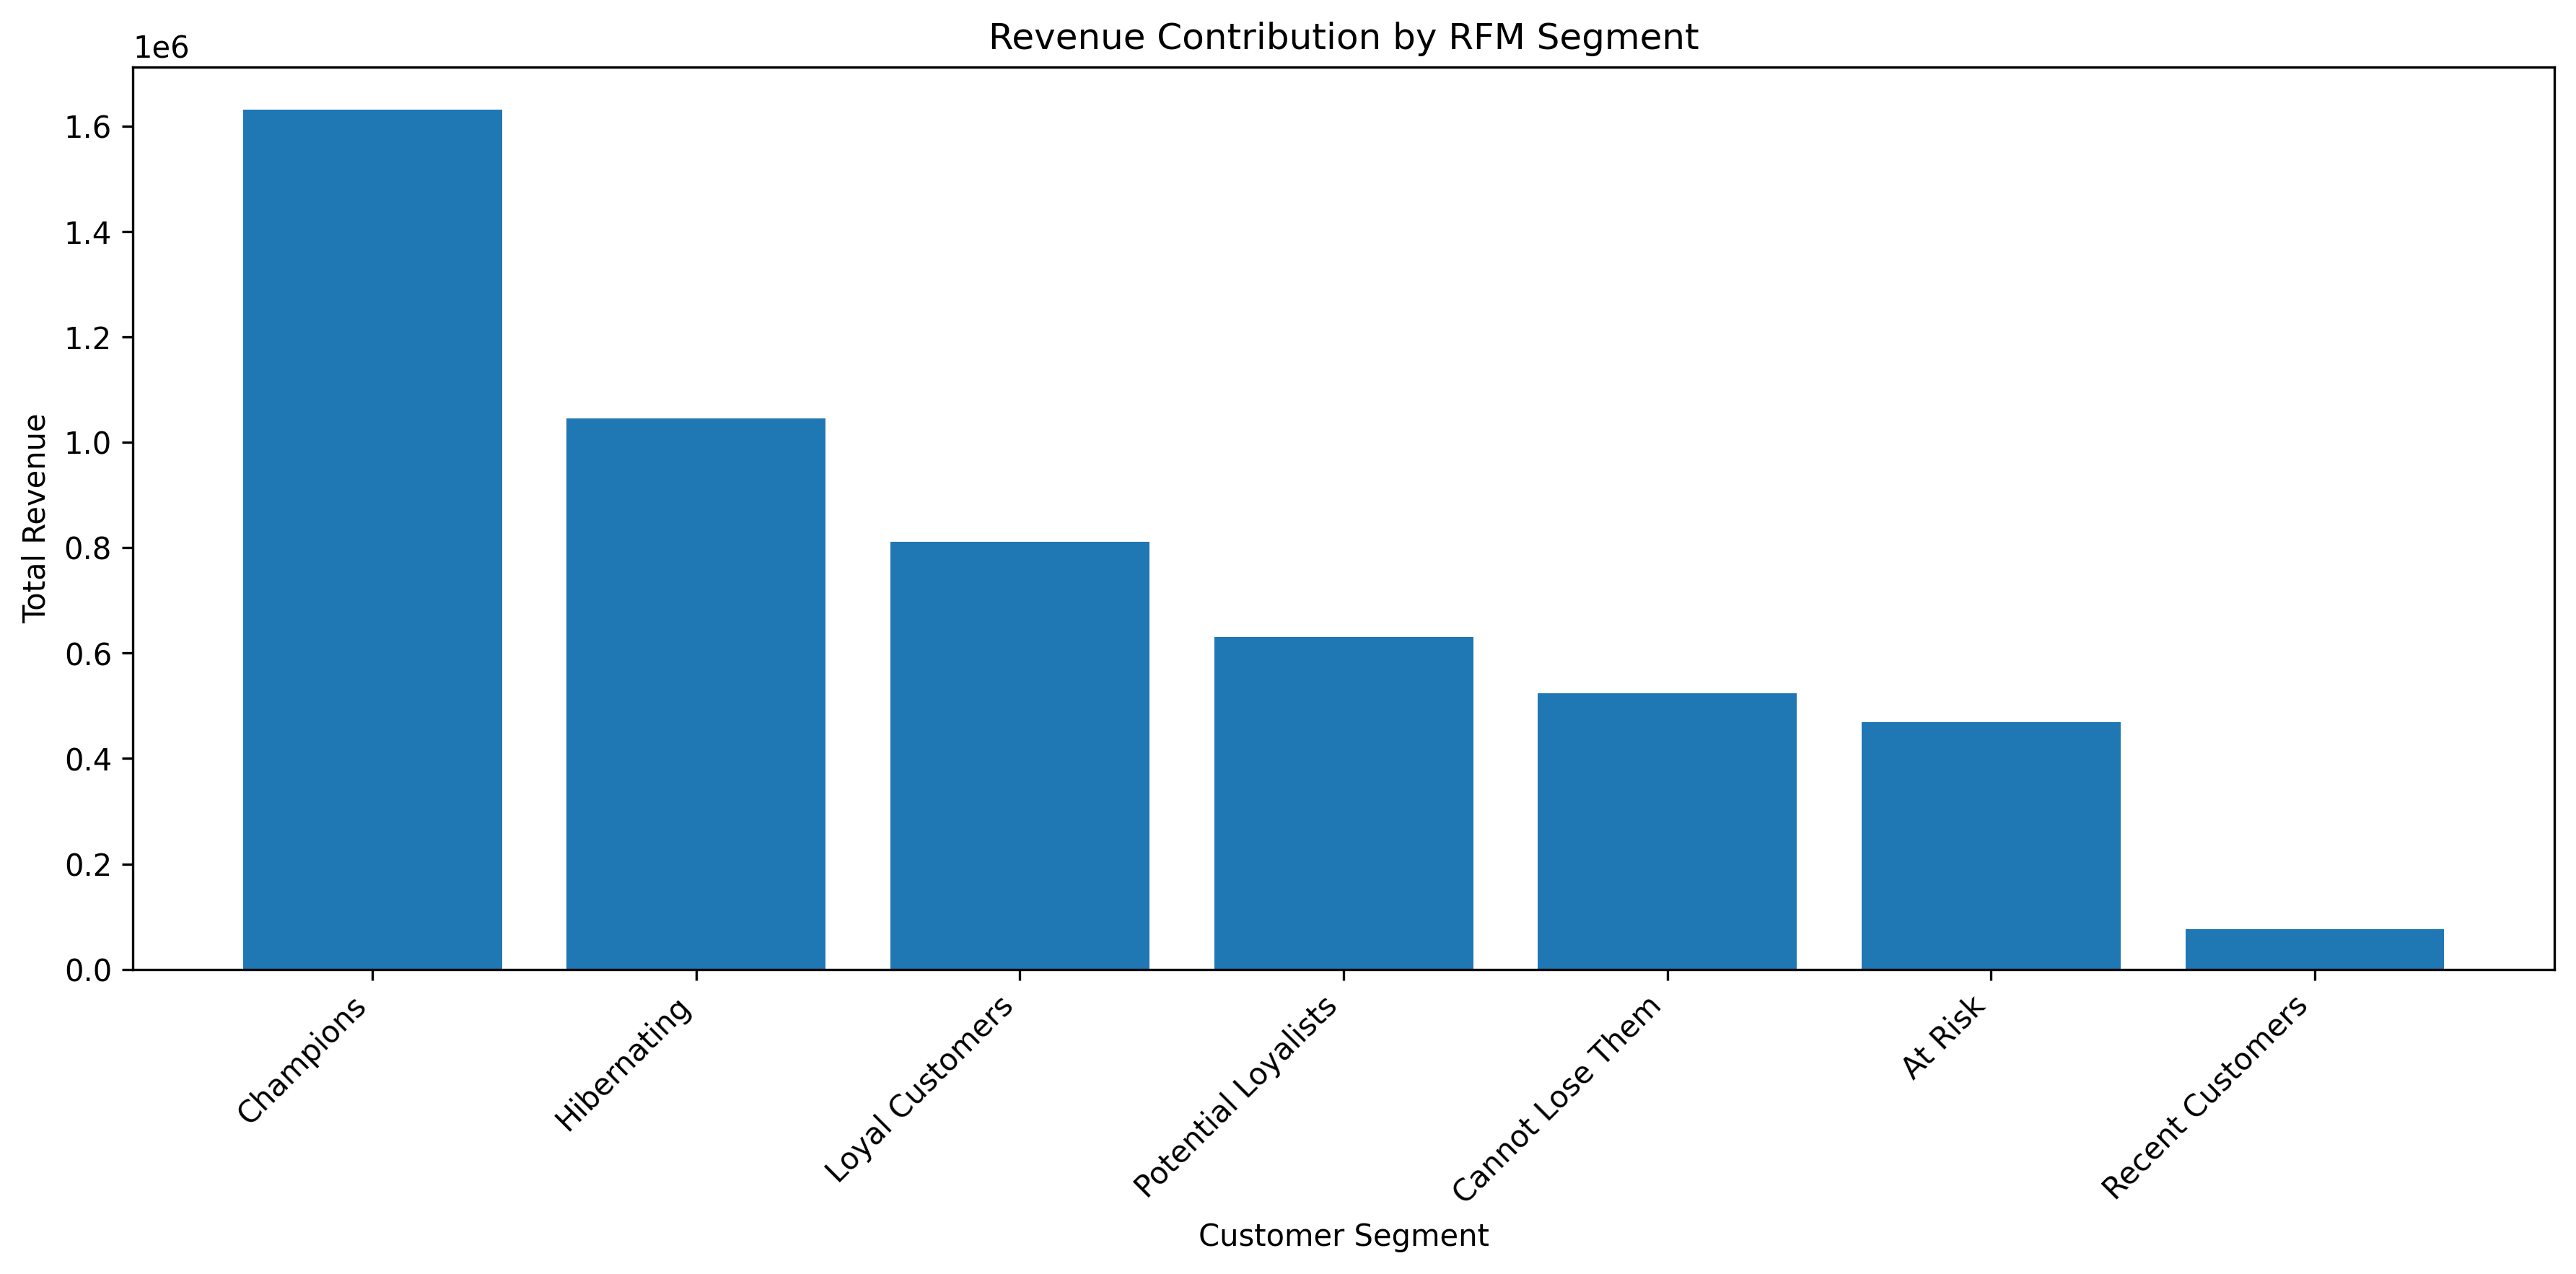 Revenue Contribution by RFM Segment
1e6
1.6
1.4
1.2
1.0
0.8
0.6
0.4
0.2
0.0
Total Revenue
Champions
Hibernating
Loyal Customers
Potential Loyalists
Cannot Lose Them
At Risk
Recent Customers
Customer Segment